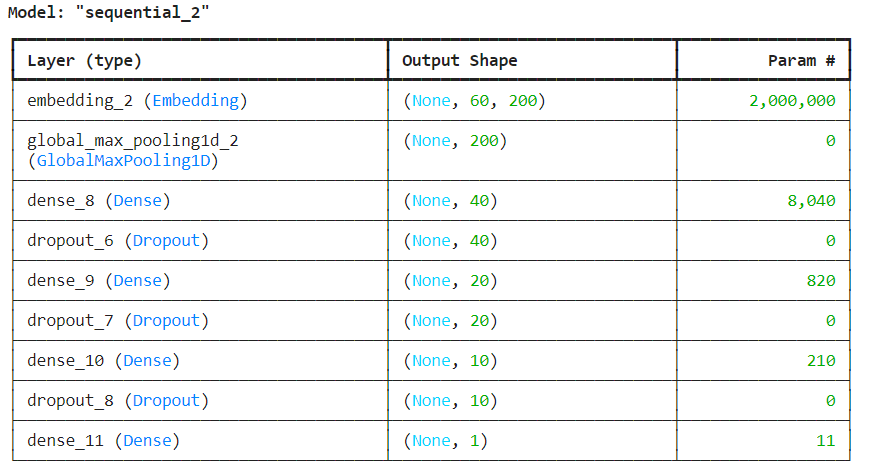 Model: "sequential_2"
Layer (type) Output Shape Param #
embedding_2 (Embedding) (None, 60, 200) 2,000,000
global_max_pooling1d_2 (None, 200) 0
(GlobalMaxPooling1D)
dense_8 (Dense) (None, 40) 8,040
dropout_6 (Dropout) (None, 40) 0
dense_9 (Dense) (None, 20) 820
dropout_7 (Dropout) (None, 20) 0
dense_10 (Dense) (None, 10) 210
dropout_8 (Dropout) (None, 10) 0
dense_11 (Dense) (None, 1) 11